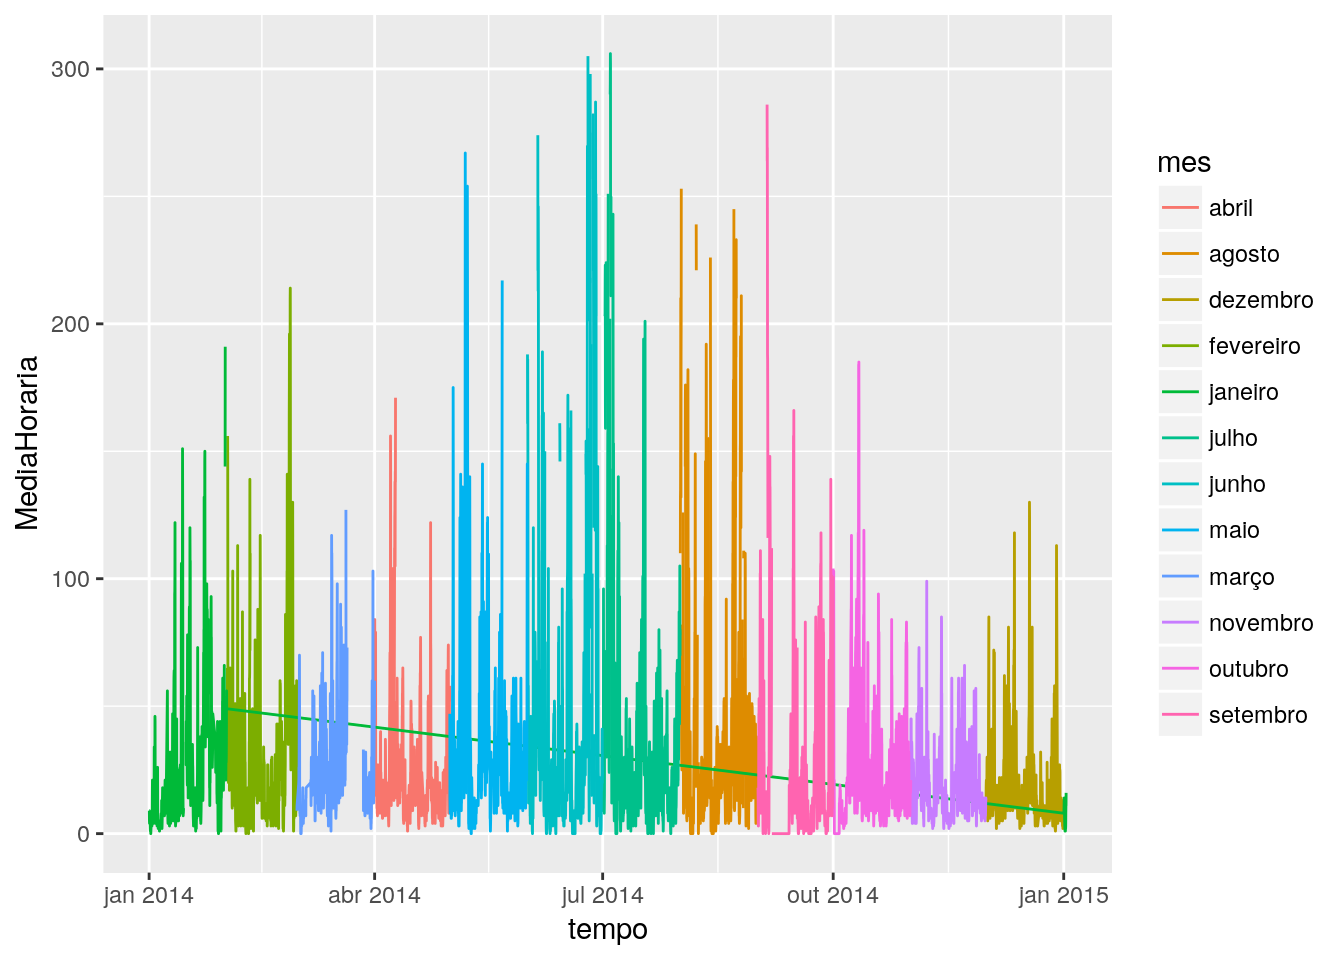 MediaHoraria
300
200
100
0
jan 2014
abr 2014
jul 2014
out 2014
jan 2015
tempo
mes
abril
agosto
dezembro
fevereiro
janeiro
julho
junho
maio
março
novembro
outubro
setembro